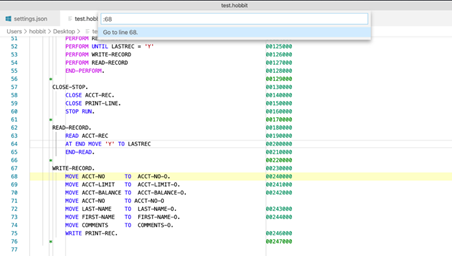 test.hobbit
settings.json test.hobb :68
Users > hobbit > Desktop > te Go to line 68.
51 PERFORM RE 00125000
52 PERFORM UNTIL LASTREC = 'Y' 00125000
53 PERFORM WRITE-RECORD 00126000
54 PERFORM READ-RECORD 00127000
55 END-PERFORM. 00128000
56 * 00129000
57 CLOSE-STOP. 00130000
58 CLOSE ACCT-REC. 00140000
59 CLOSE PRINT-LINE. 00150000
60 STOP RUN. 00160000
61 * 00170000
62 READ-RECORD. 00180000
63 READ ACCT-REC 00190000
64 AT END MOVE 'Y' TO LASTREC 00200000
65 END-READ. 00210000
66 * 00220000
67 WRITE-RECORD. 00230000
68 MOVE ACCT-NO TO ACCT-NO-O. 00240000
69 MOVE ACCT-LIMIT TO ACCT-LIMIT-O. 00241000
70 MOVE ACCT-BALANCE TO ACCT-BALANCE-O. 00242000
71 MOVE ACCT-NO TO ACCT-NO-O
72 MOVE LAST-NAME TO LAST-NAME-O. 00243000
73 MOVE FIRST-NAME TO FIRST-NAME-O. 00244000
74 MOVE COMMENTS TO COMMENTS-O.
75 WRITE PRINT-REC. 00246000
76 * 00247000